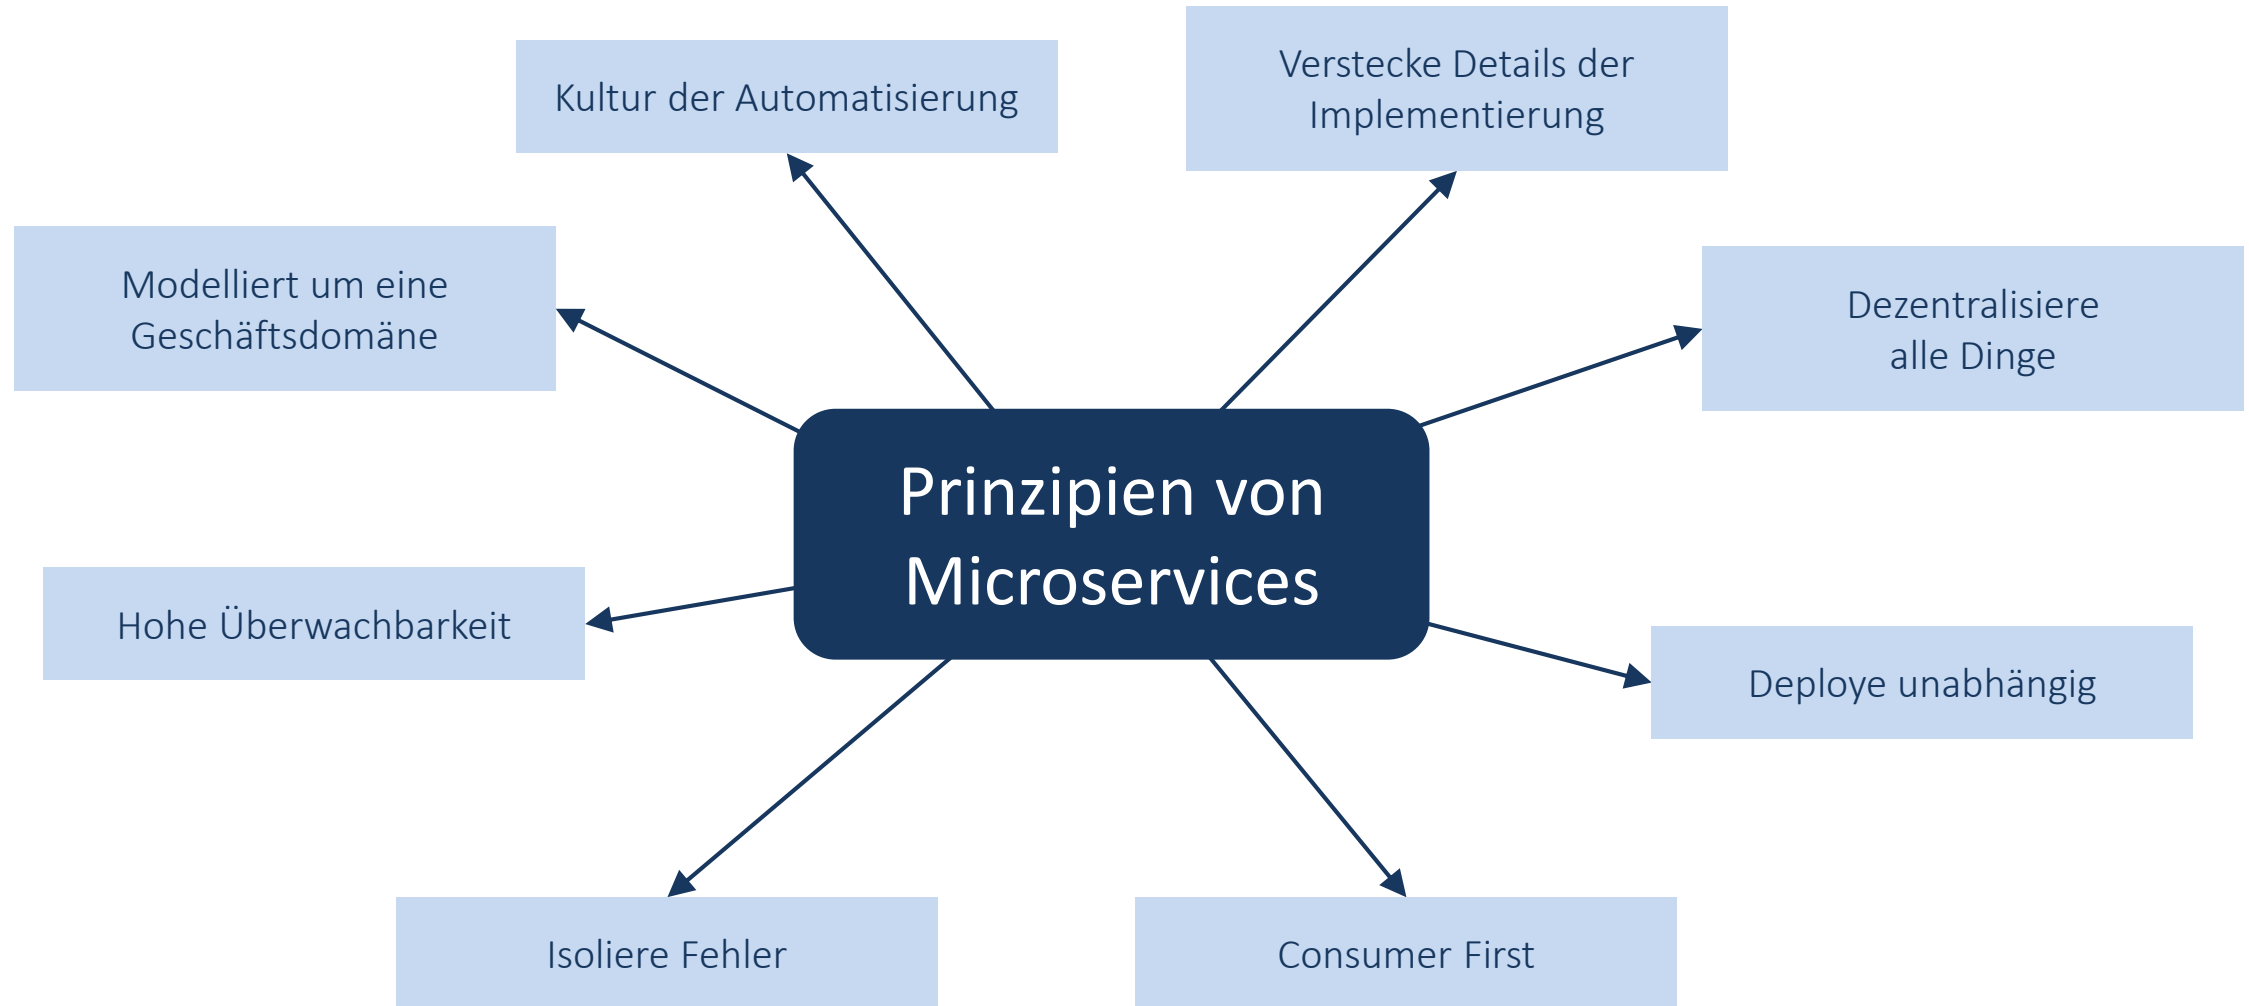 Kultur der Automatisierung
Verstecke Details der
Implementierung
Modelliert um eine
Geschäftsdomäne
Dezentralisiere
alle Dinge
Prinzipien von
Microservices
Hohe Überwachbarkeit
Deploye unabhängig
Isoliere Fehler
Consumer First